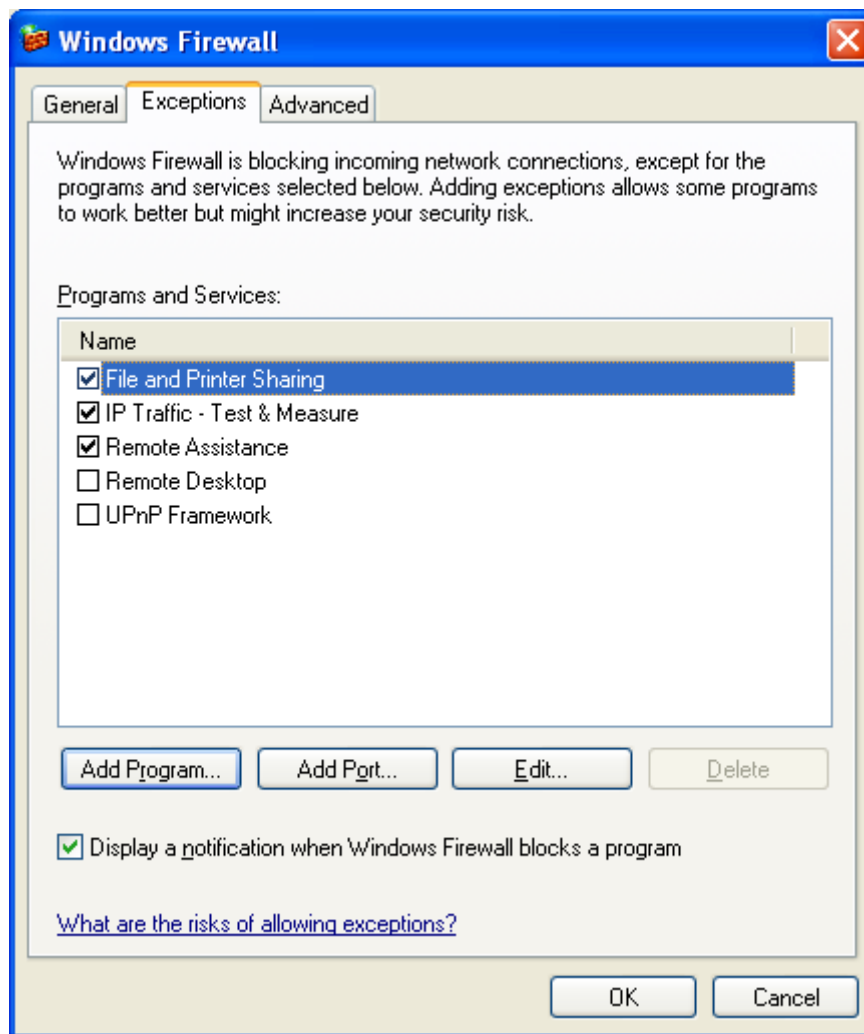 Windows Firewall
General Exceptions Advanced
Windows Firewall is blocking incoming network connections, except for the
programs and services selected below. Adding exceptions allows some programs
to work better but might increase your security risk.
Programs and Services:
Name
File and Printer Sharing
IP Traffic - Test & Measure
Remote Assistance
Remote Desktop
UPnP Framework
Add Program... Add Port... Edit... Delete
Display a notification when Windows Firewall blocks a program
What are the risks of allowing exceptions?
OK Cancel